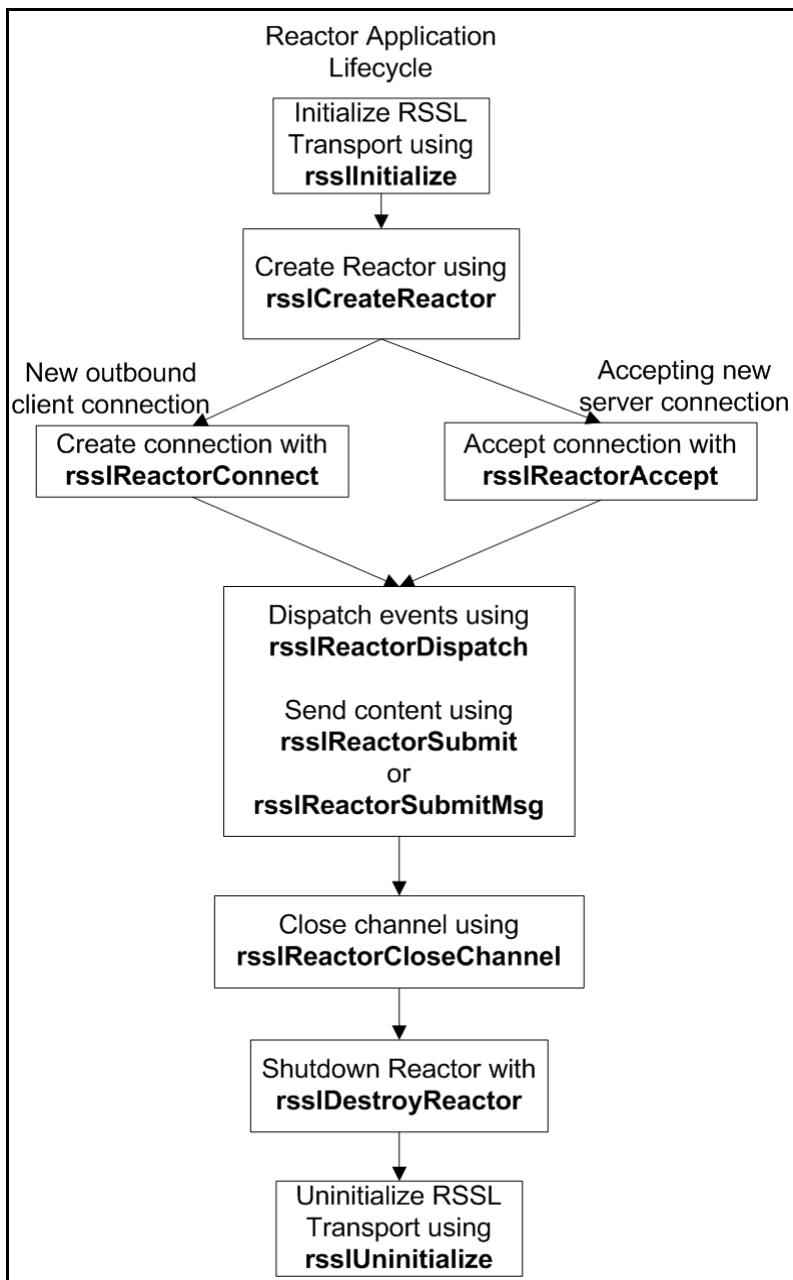 Reactor Application
Lifecycle
Initialize RSSL
Transport using
rsslInitialize
Create Reactor using
rsslCreateReactor
New outbound
client connection
Accepting new
server connection
Create connection with
rsslReactorConnect
Accept connection with
rsslReactorAccept
Dispatch events using
rsslReactorDispatch
Send content using
rsslReactorSubmit
or
rsslReactorSubmitMsg
Close channel using
rsslReactorCloseChannel
Shutdown Reactor with
rsslDestroyReactor
Uninitialize RSSL
Transport using
rsslUninitialize